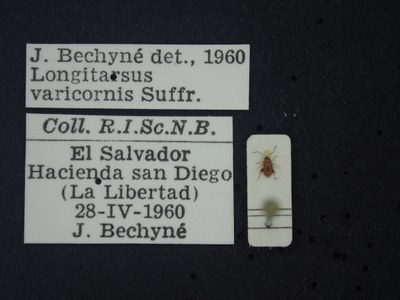 J. Bechyné det., 1960
Longitarsus
varicornis Suffr.
Coll. R.I.Sc.N.B.
El Salvador
Hacienda san Diego
(La Libertad)
28-IV-1960
J. Bechyné